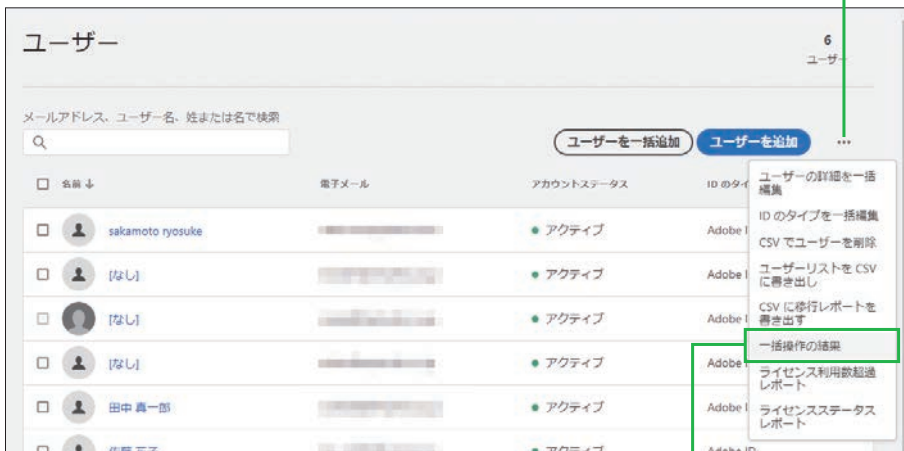 ユーザー
6
ユーザー
メールアドレス、ユーザー名、姓または名で検索
ユーザーを一括追加
ユーザーを追加
名前
電子メール
アカウントステータス
ID のタイ
ユーザーの詳細を一括
編集
ID のタイプを一括編集
CSV でユーザーを削除
ユーザーリストを CSV
に書き出し
CSV に移行レポートを
書き出す
一括操作の結果
ライセンス利用数超過
レポート
ライセンスステータス
レポート
sakamoto ryosuke
アクティブ
Adobe I
[なし]
アクティブ
Adobe I
[なし]
アクティブ
Adobe I
[なし]
アクティブ
Adobe I
田中 真一郎
アクティブ
Adobe I
アクティブ
Adobe ID